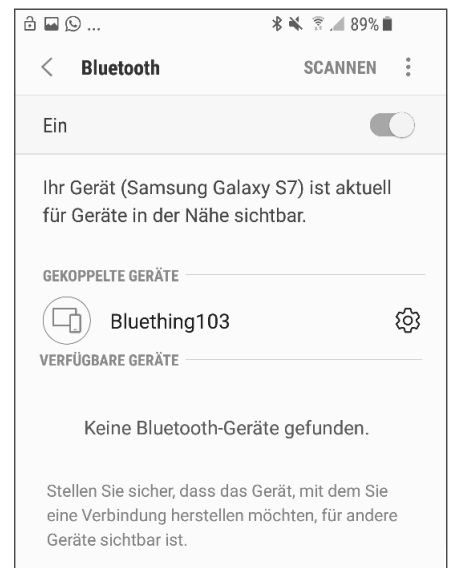 ... 89%
Bluetooth SCANNEN
Ein
Ihr Gerät (Samsung Galaxy S7) ist aktuell
für Geräte in der Nähe sichtbar.
GEKOPPELTE GERÄTE
Bluething103
VERFÜGBARE GERÄTE
Keine Bluetooth-Geräte gefunden.
Stellen Sie sicher, dass das Gerät, mit dem Sie
eine Verbindung herstellen möchten, für andere
Geräte sichtbar ist.